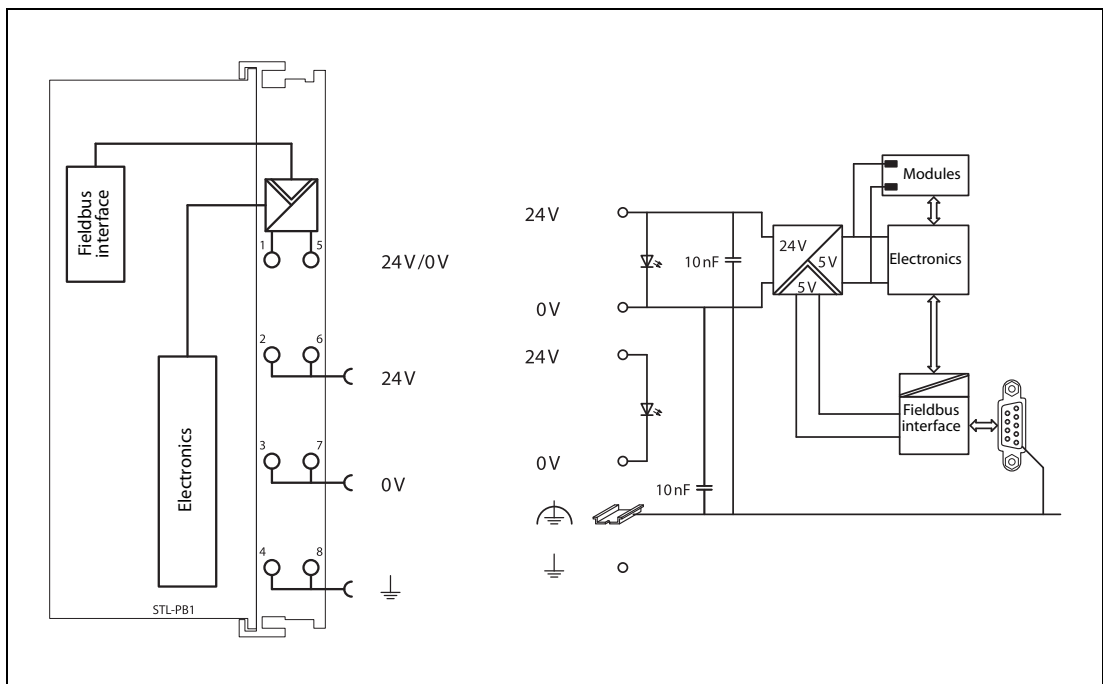 Fieldbus
interface
1
5
24V/0V
2
6
24V
3
7
0V
4
8
Electronics
STL-PB1
24V
0V
24V
0V
10nF
10nF
24V
5V
5V
Modules
Electronics
Fieldbus
interface